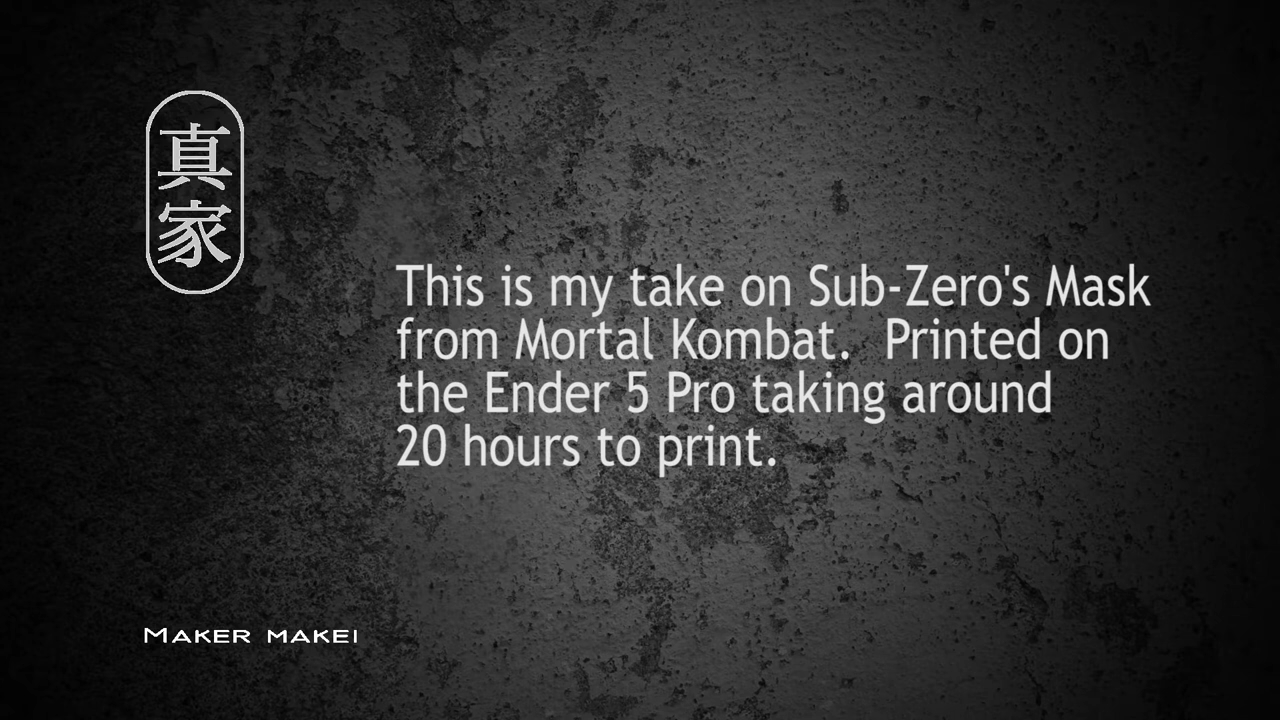 真家
This is my take on Sub-Zero's Mask
from Mortal Kombat.  Printed on
the Ender 5 Pro taking around
20 hours to print.
MAKER MAKEI